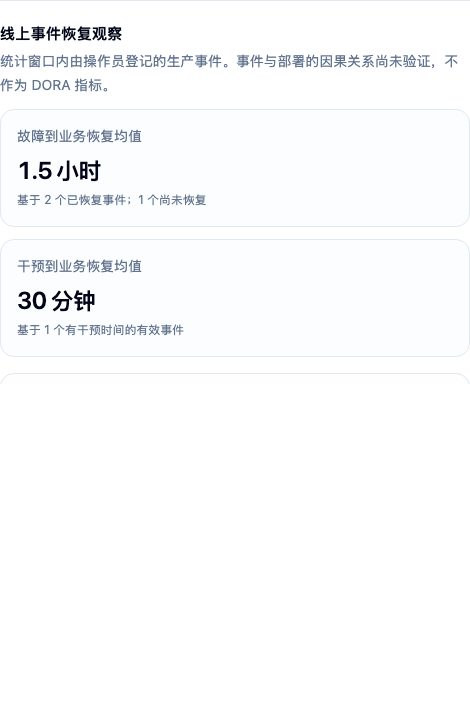 线上事件恢复观察
统计窗口内由操作员登记的生产事件。事件与部署的因果关系尚未验证，不
作为 DORA 指标。
故障到业务恢复均值
1.5 小时
基于 2 个已恢复事件；1 个尚未恢复
干预到业务恢复均值
30 分钟
基于 1 个有干预时间的有效事件